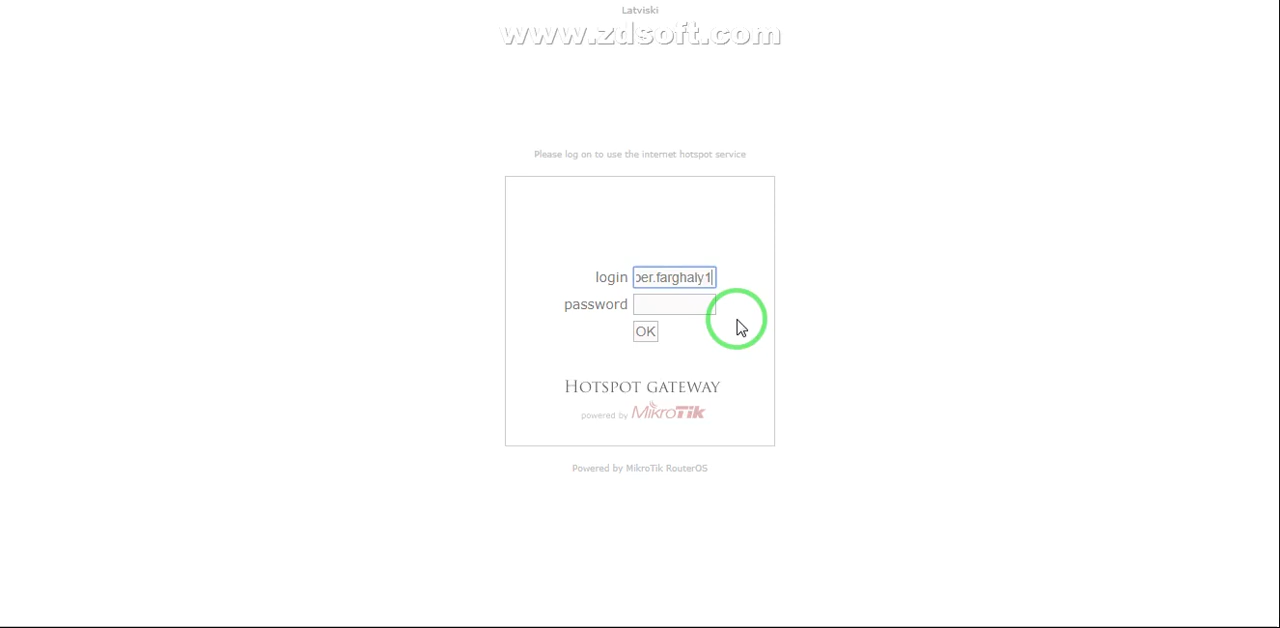 Latviski
www.zdsoft.com
Please log on to use the internet hotspot service
login
per.farghaly1
password
OK
HOTSPOT GATEWAY
powered by MikroTik
Powered by MikroTik RouterOS